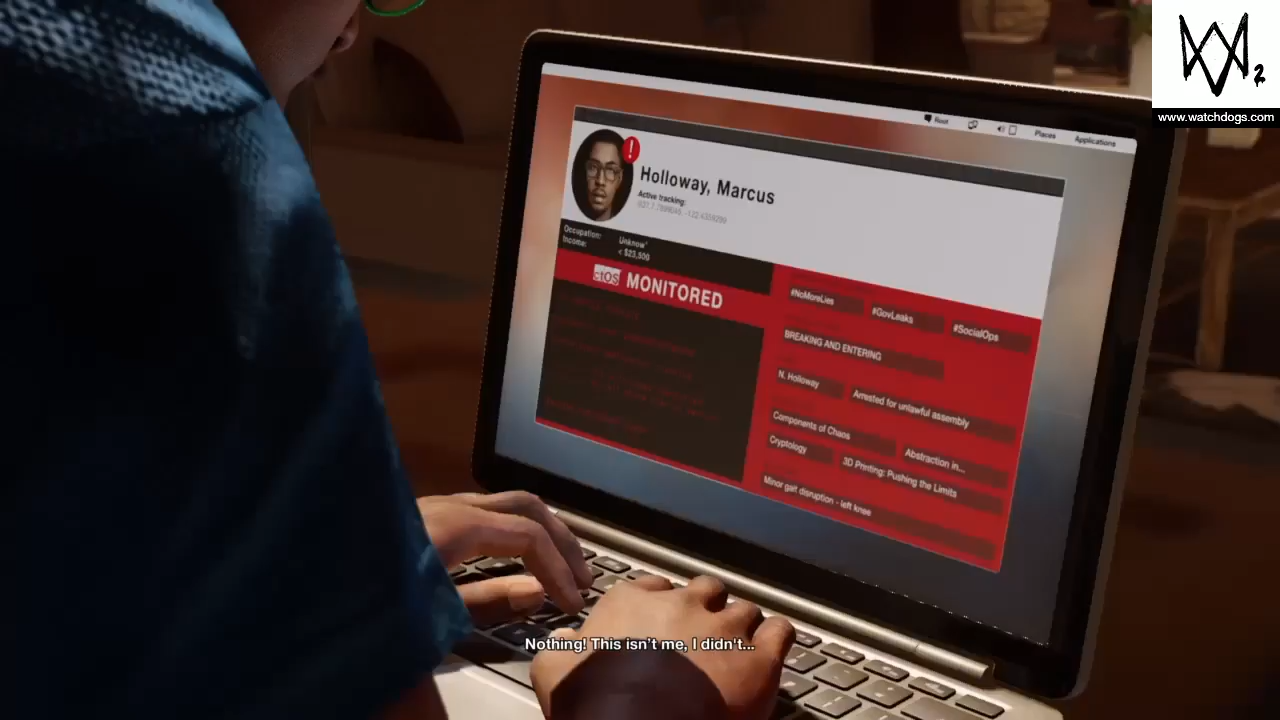 2
www.watchdogs.com
Root
Places
Applications
Holloway, Marcus
Active tracking:
Occupation: Unknow*
Income: < $23,500
ctOS MONITORED
#NoMoreLies #GovLeaks #SocialOps
BREAKING AND ENTERING
N. Holloway Arrested for unlawful assembly
Components of Chaos Abstraction in...
Cryptology 3D Printing: Pushing the Limits
Minor gait disruption - left knee
Nothing! This isn't me, I didn't...